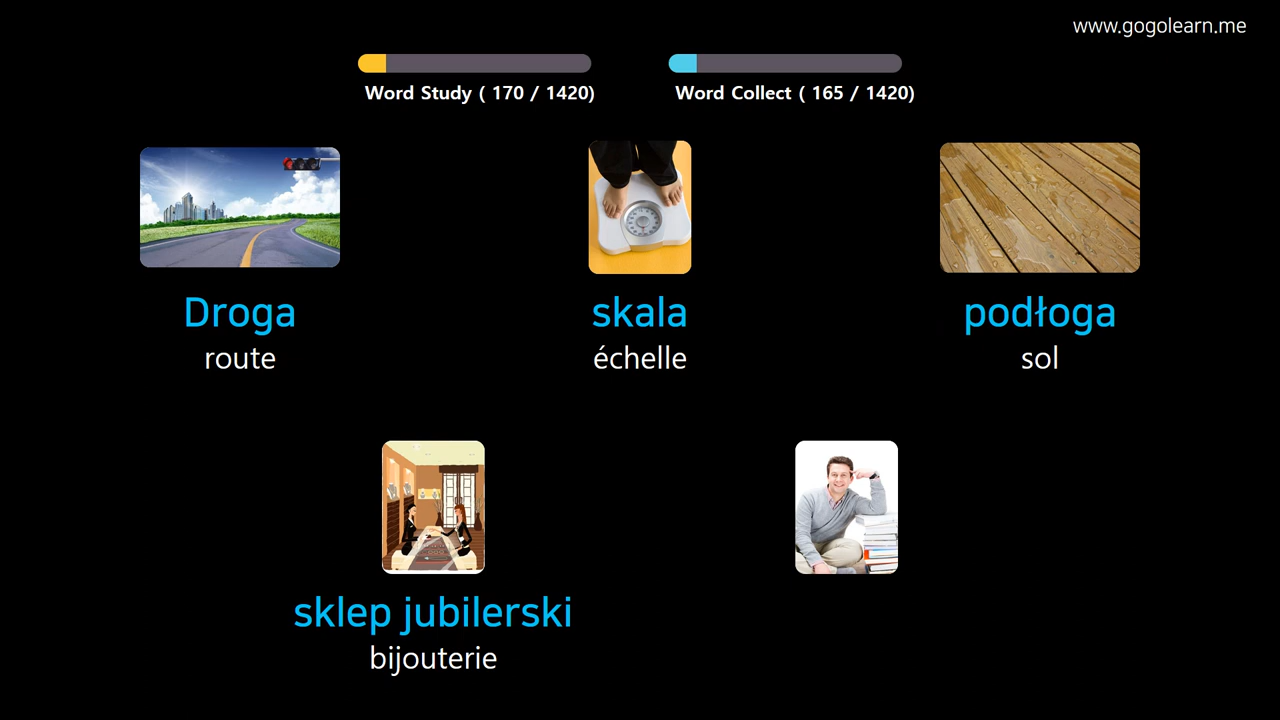 www.gogolearn.me
Word Study ( 170 / 1420)
Word Collect ( 165 / 1420)
Droga
route
skala
échelle
podłoga
sol
sklep jubilerski
bijouterie